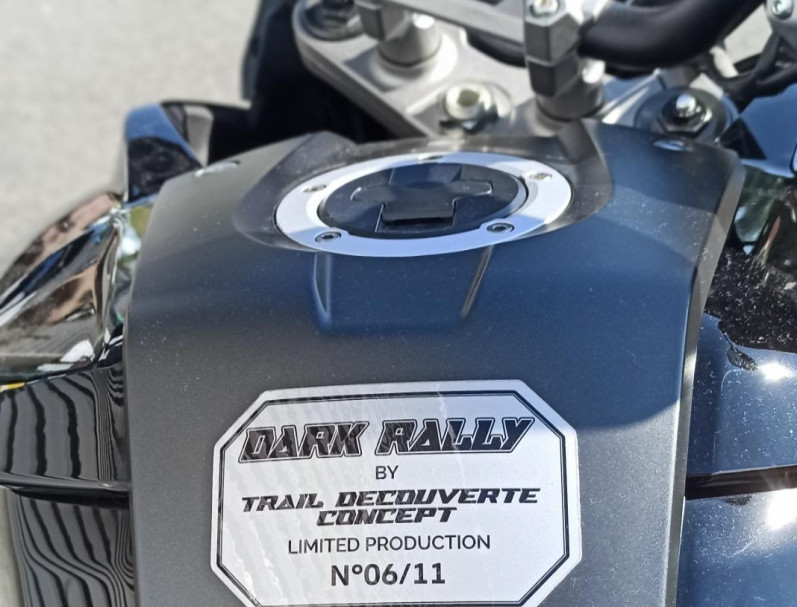 DARK RALLY
BY
TRAIL DECOUVERTE
CONCEPT
LIMITED PRODUCTION
N°06/11